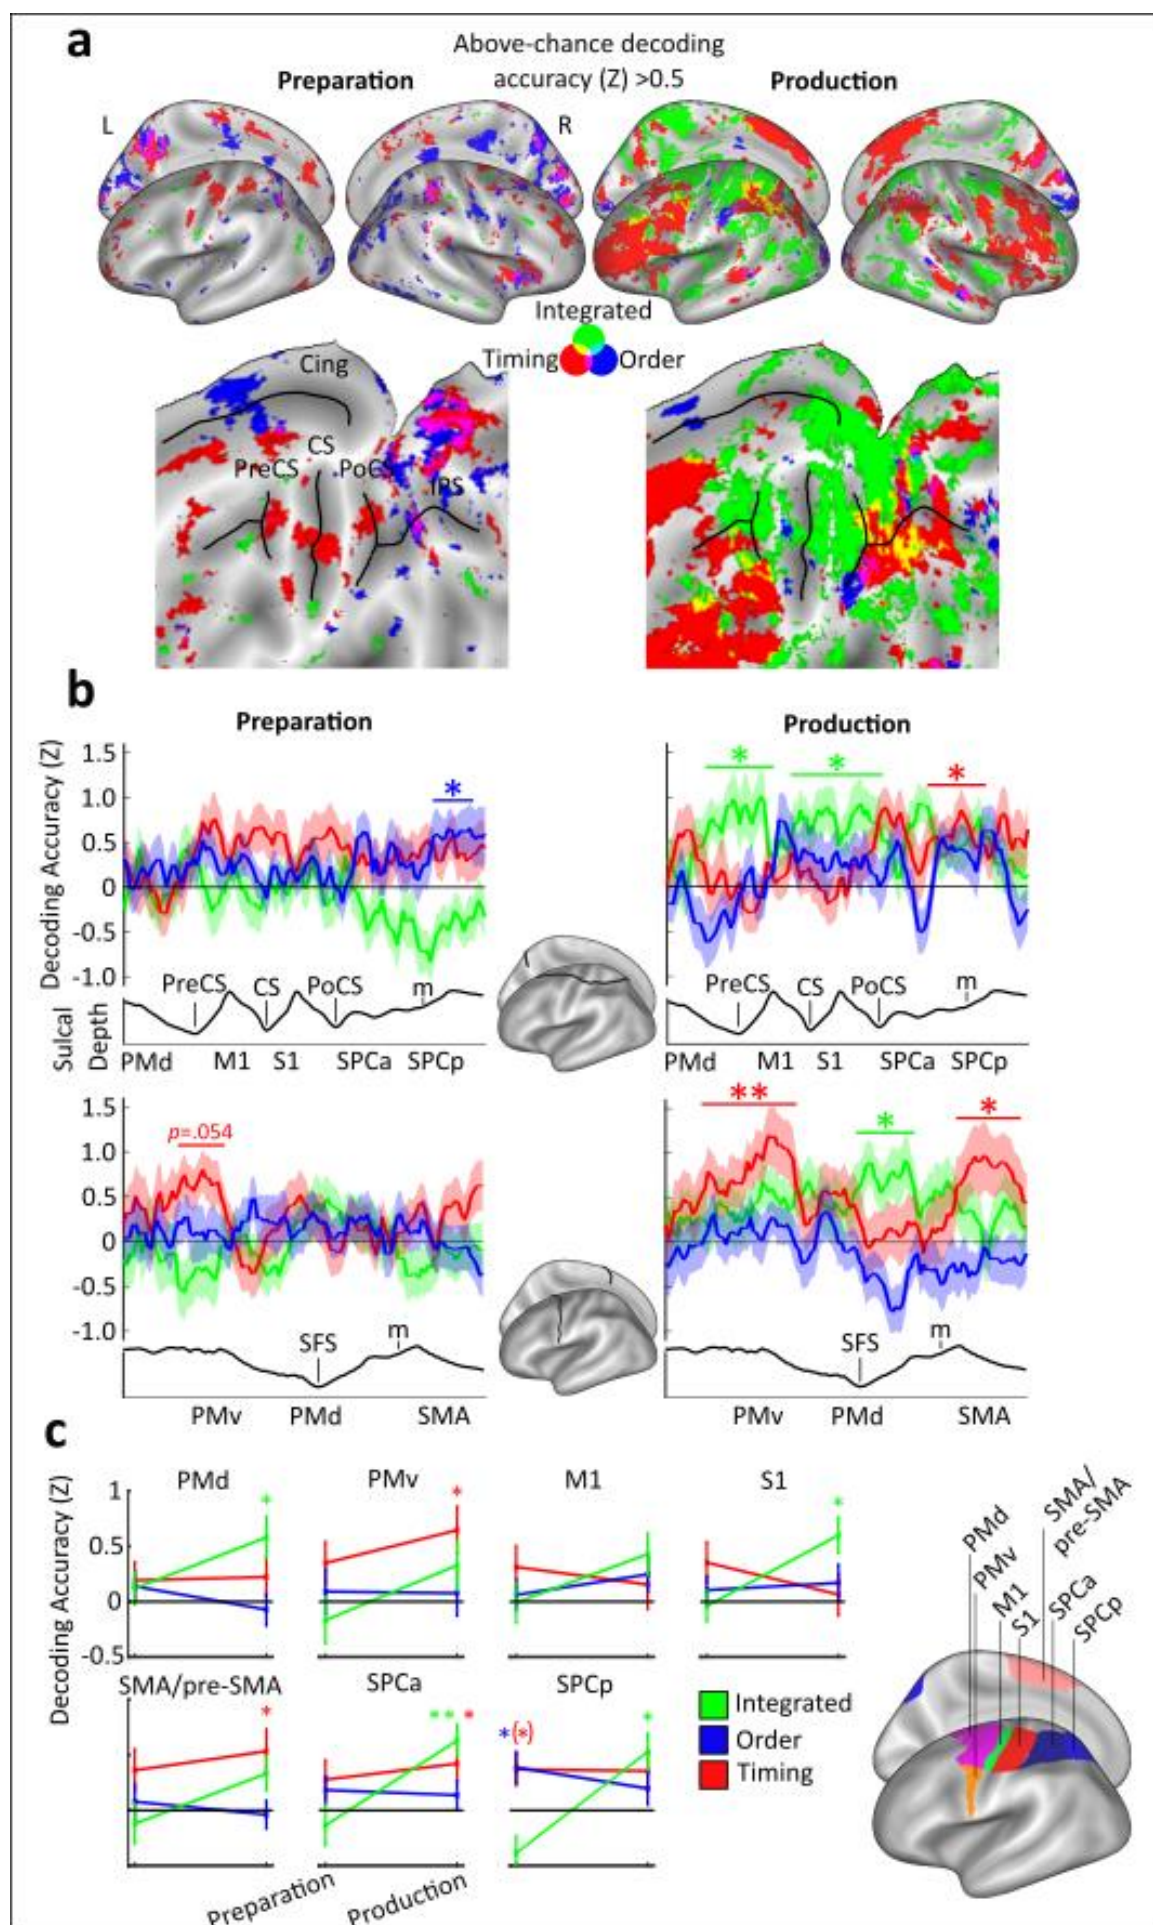 a
Above-chance decoding
accuracy (Z) >0.5
Preparation
Production
L
R
Integrated
Timing
Order
Cing
CS
PreCS
PoCS
IPS
b
Preparation
Production
Decoding Accuracy (Z)
1.5
1.0
0.5
0
-0.5
-1.0
*
* * *
PreCS CS PoCS m
PreCS CS PoCS m
Sulcal
Depth
PMd M1 S1 SPCa SPCp
PMd M1 S1 SPCa SPCp
1.5
1.0
0.5
0
-0.5
-1.0
p=.054
** * *
SFS m
SFS m
PMv PMd SMA
PMv PMd SMA
c
Decoding Accuracy (Z)
PMd PMv M1 S1
1
0.5
0
-0.5
* * *
SMA/pre-SMA SPCa SPCp
* ** * *(*) *
Preparation
Production
Integrated
Order
Timing
PMd
PMv
M1
S1
SMA/
pre-SMA
SPCa
SPCp